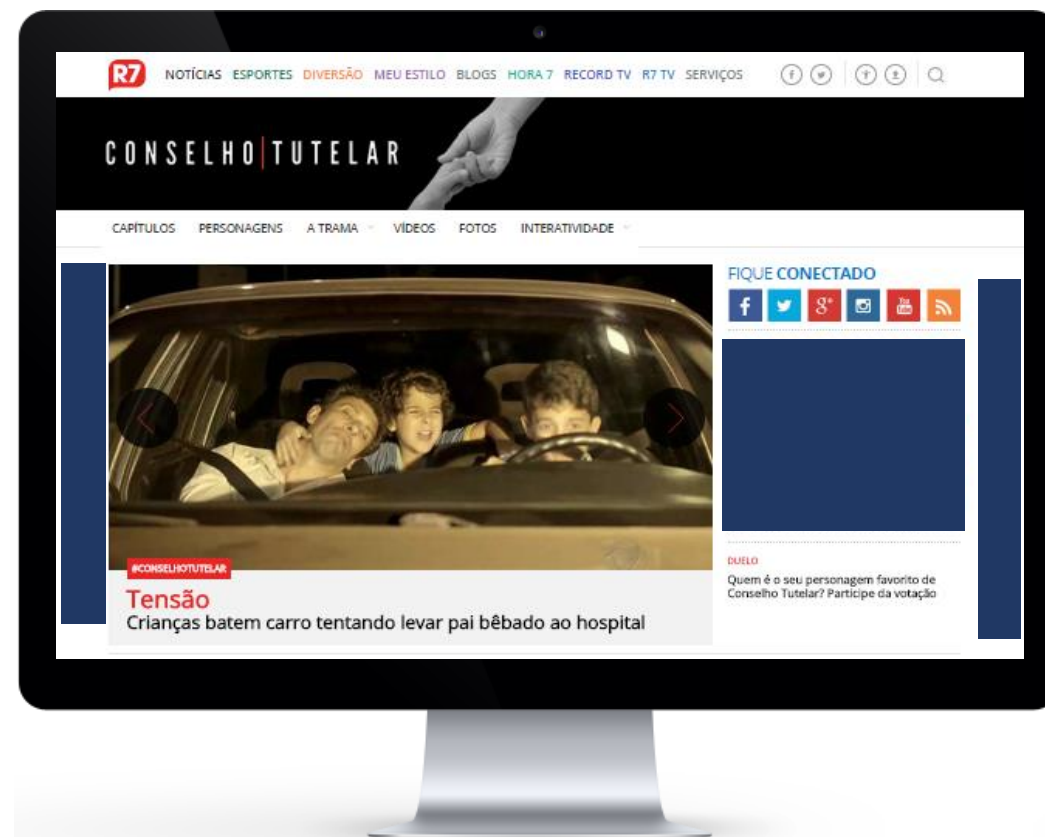 R7 NOTÍCIAS ESPORTES DIVERSÃO MEU ESTILO BLOGS HORA 7 RECORD TV R7 TV SERVIÇOS
CONSELHO TUTELAR
CAPÍTULOS PERSONAGENS A TRAMA VÍDEOS FOTOS INTERATIVIDADE
FIQUE CONECTADO
f g+ You Tube
#CONSELHOTUTELAR
Tensão
Crianças batem carro tentando levar pai bêbado ao hospital
DUELO
Quem é o seu personagem favorito de
Conselho Tutelar? Participe da votação